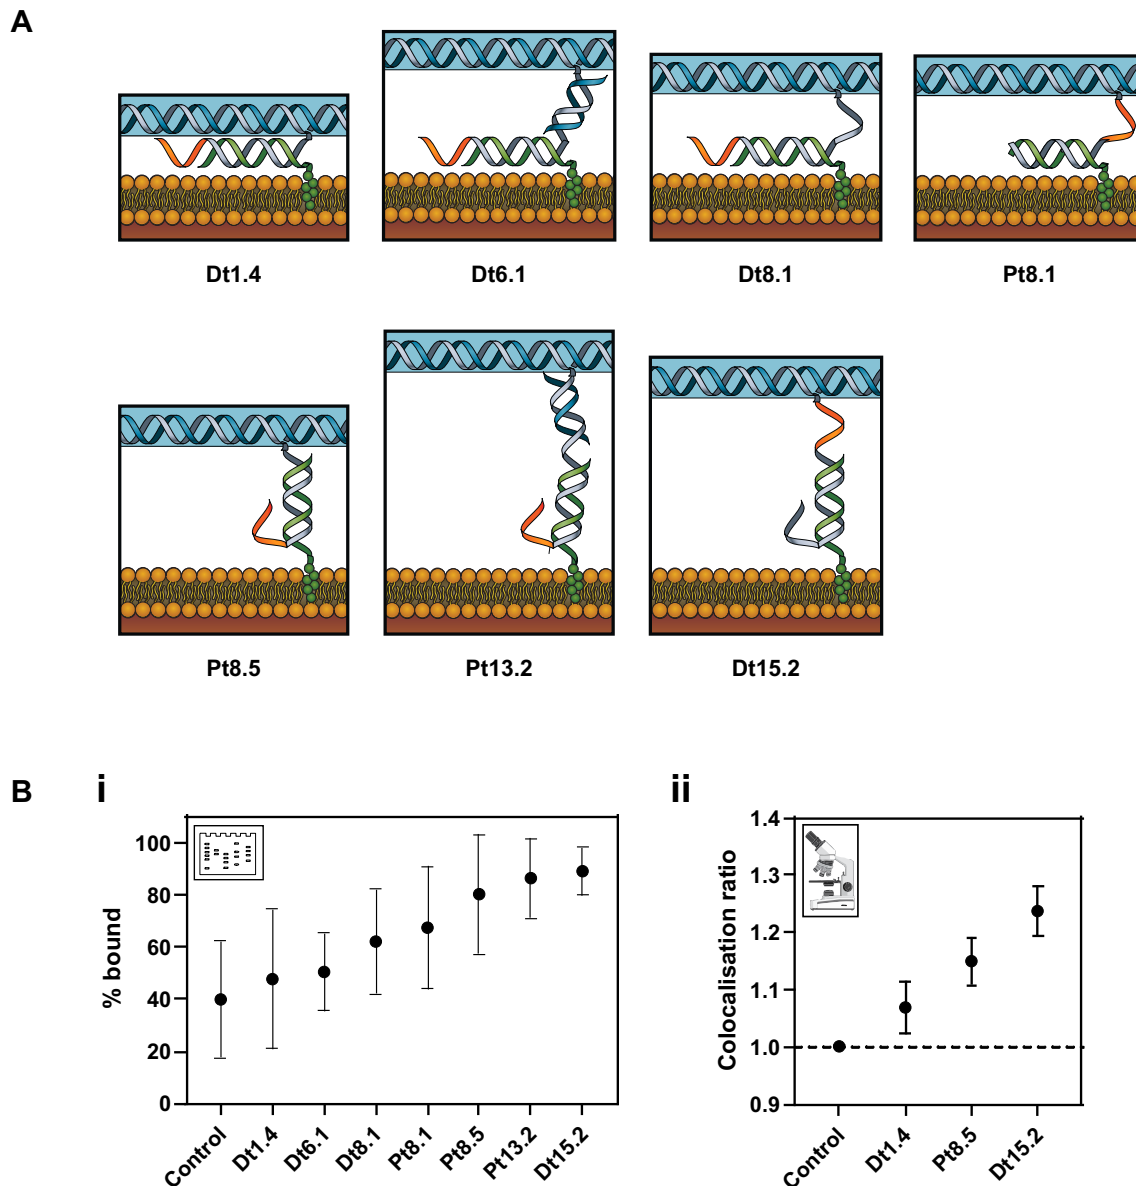 A
Dt1.4
Dt6.1
Dt8.1
Pt8.1
Pt8.5
Pt13.2
Dt15.2
B
i
% bound
100
80
60
40
20
0
Control
Dt1.4
Dt6.1
Dt8.1
Pt8.1
Pt8.5
Pt13.2
Dt15.2
ii
Colocalisation ratio
1.4
1.3
1.2
1.1
1.0
0.9
Control
Dt1.4
Pt8.5
Dt15.2